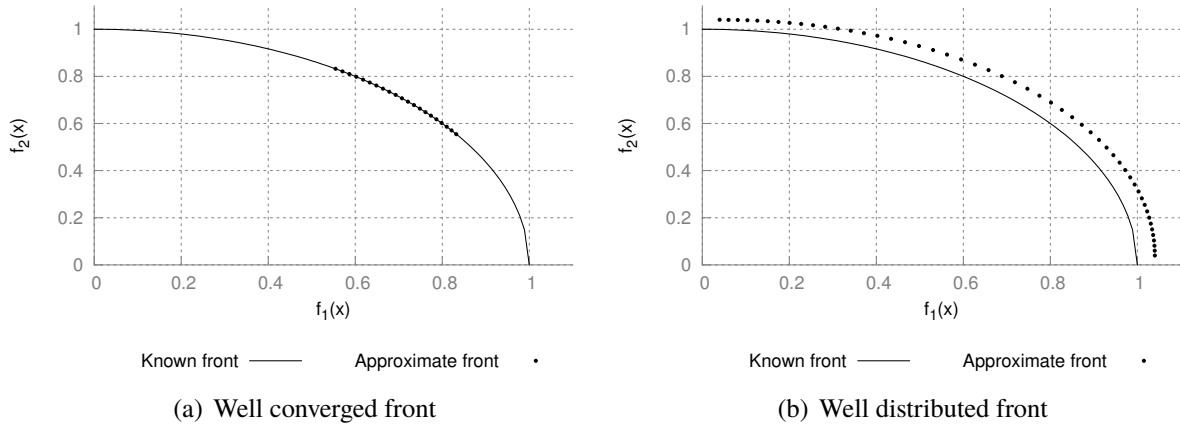 1
0.8
0.6
0.4
0.2
0
0 0.2 0.4 0.6 0.8 1
f2(x)
f1(x)
Known front Approximate front
(a) Well converged front
1
0.8
0.6
0.4
0.2
0
0 0.2 0.4 0.6 0.8 1
f2(x)
f1(x)
Known front Approximate front
(b) Well distributed front